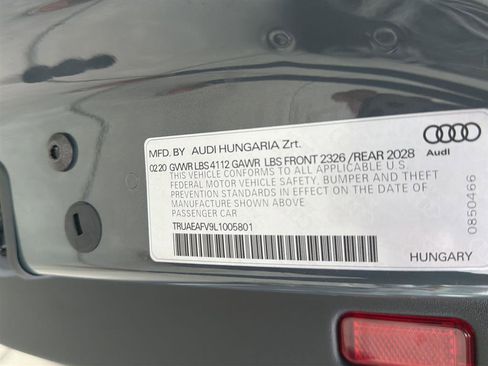 MFD. BY AUDI HUNGARIA Zrt.
0220 GVWR LBS 4112 GAWR LBS FRONT 2326 /REAR 2028
THIS VEHICLE CONFORMS TO ALL APPLICABLE U.S.
FEDERAL MOTOR VEHICLE SAFETY, BUMPER AND THEFT
PREVENTION STANDARDS IN EFFECT ON THE DATE OF
MANUFACTURE SHOWN ABOVE.
PASSENGER CAR
TRUAEAFV9L1005801
Audi
0850466
HUNGARY